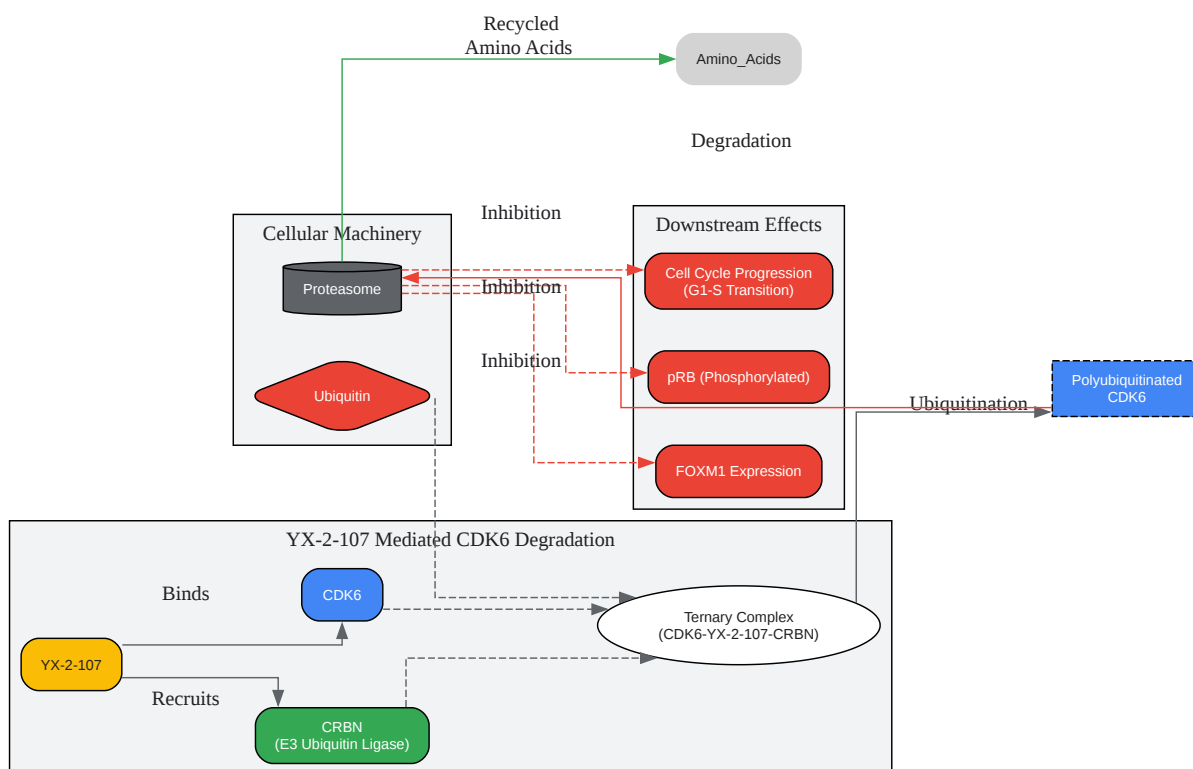 Recycled
Amino Acids
Amino_Acids
Degradation
Inhibition
Cellular Machinery
Downstream Effects
Proteasome
Inhibition
Cell Cycle Progression
(G1-S Transition)
Inhibition
Ubiquitin
pRB (Phosphorylated)
Polyubiquitinated
CDK6
Ubiquitination
FOXM1 Expression
YX-2-107 Mediated CDK6 Degradation
Binds
CDK6
Ternary Complex
(CDK6-YX-2-107-CRBN)
YX-2-107
Recruits
CRBN
(E3 Ubiquitin Ligase)